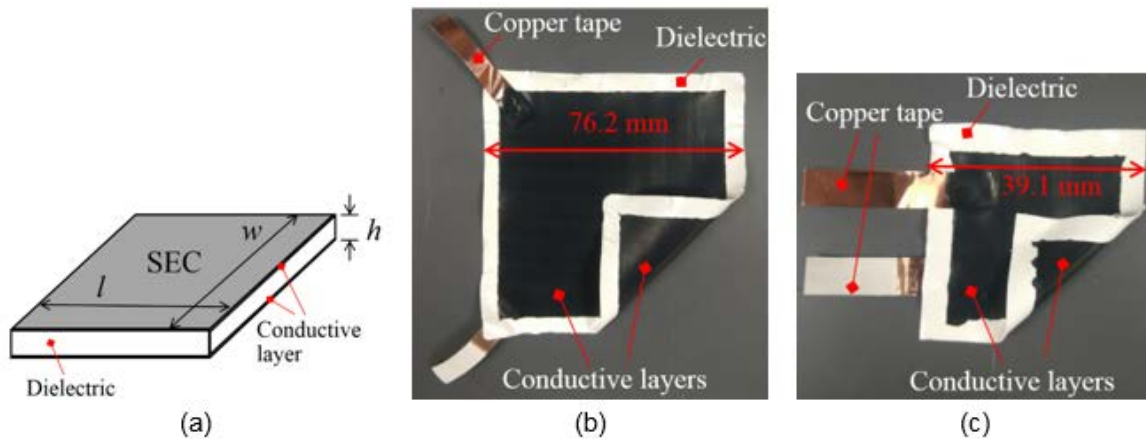 SEC
l
w
h
Conductive
layer
Dielectric
(a)
Copper tape
Dielectric
76.2 mm
Conductive layers
(b)
Dielectric
Copper tape
39.1 mm
Conductive layers
(c)